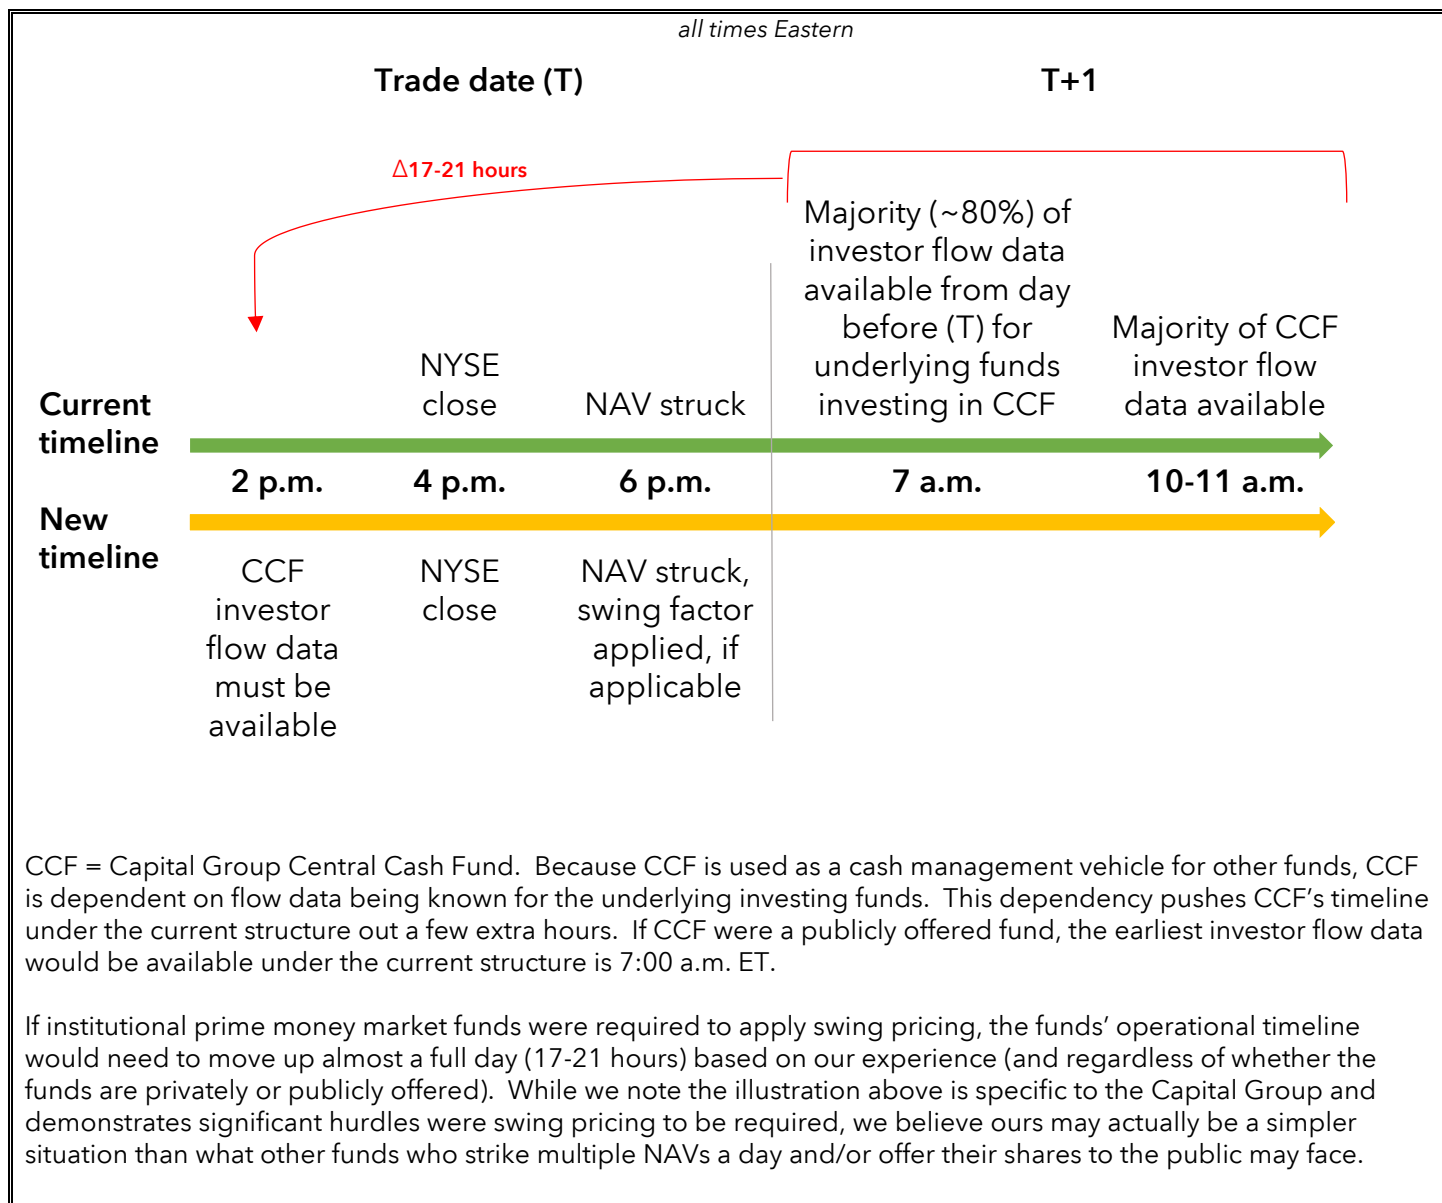 all times Eastern
Trade date (T)
T+1
Δ17-21 hours
Majority (~80%) of
investor flow data
available from day
before (T) for
underlying funds
investing in CCF
Majority of CCF
investor flow
data available
NYSE
close
NAV struck
Current
timeline
2 p.m.
4 p.m.
6 p.m.
7 a.m.
10-11 a.m.
New
timeline
CCF
investor
flow data
must be
available
NYSE
close
NAV struck,
swing factor
applied, if
applicable
CCF = Capital Group Central Cash Fund.  Because CCF is used as a cash management vehicle for other funds, CCF
is dependent on flow data being known for the underlying investing funds.  This dependency pushes CCF’s timeline
under the current structure out a few extra hours.  If CCF were a publicly offered fund, the earliest investor flow data
would be available under the current structure is 7:00 a.m. ET.
If institutional prime money market funds were required to apply swing pricing, the funds’ operational timeline
would need to move up almost a full day (17-21 hours) based on our experience (and regardless of whether the
funds are privately or publicly offered).  While we note the illustration above is specific to the Capital Group and
demonstrates significant hurdles were swing pricing to be required, we believe ours may actually be a simpler
situation than what other funds who strike multiple NAVs a day and/or offer their shares to the public may face.